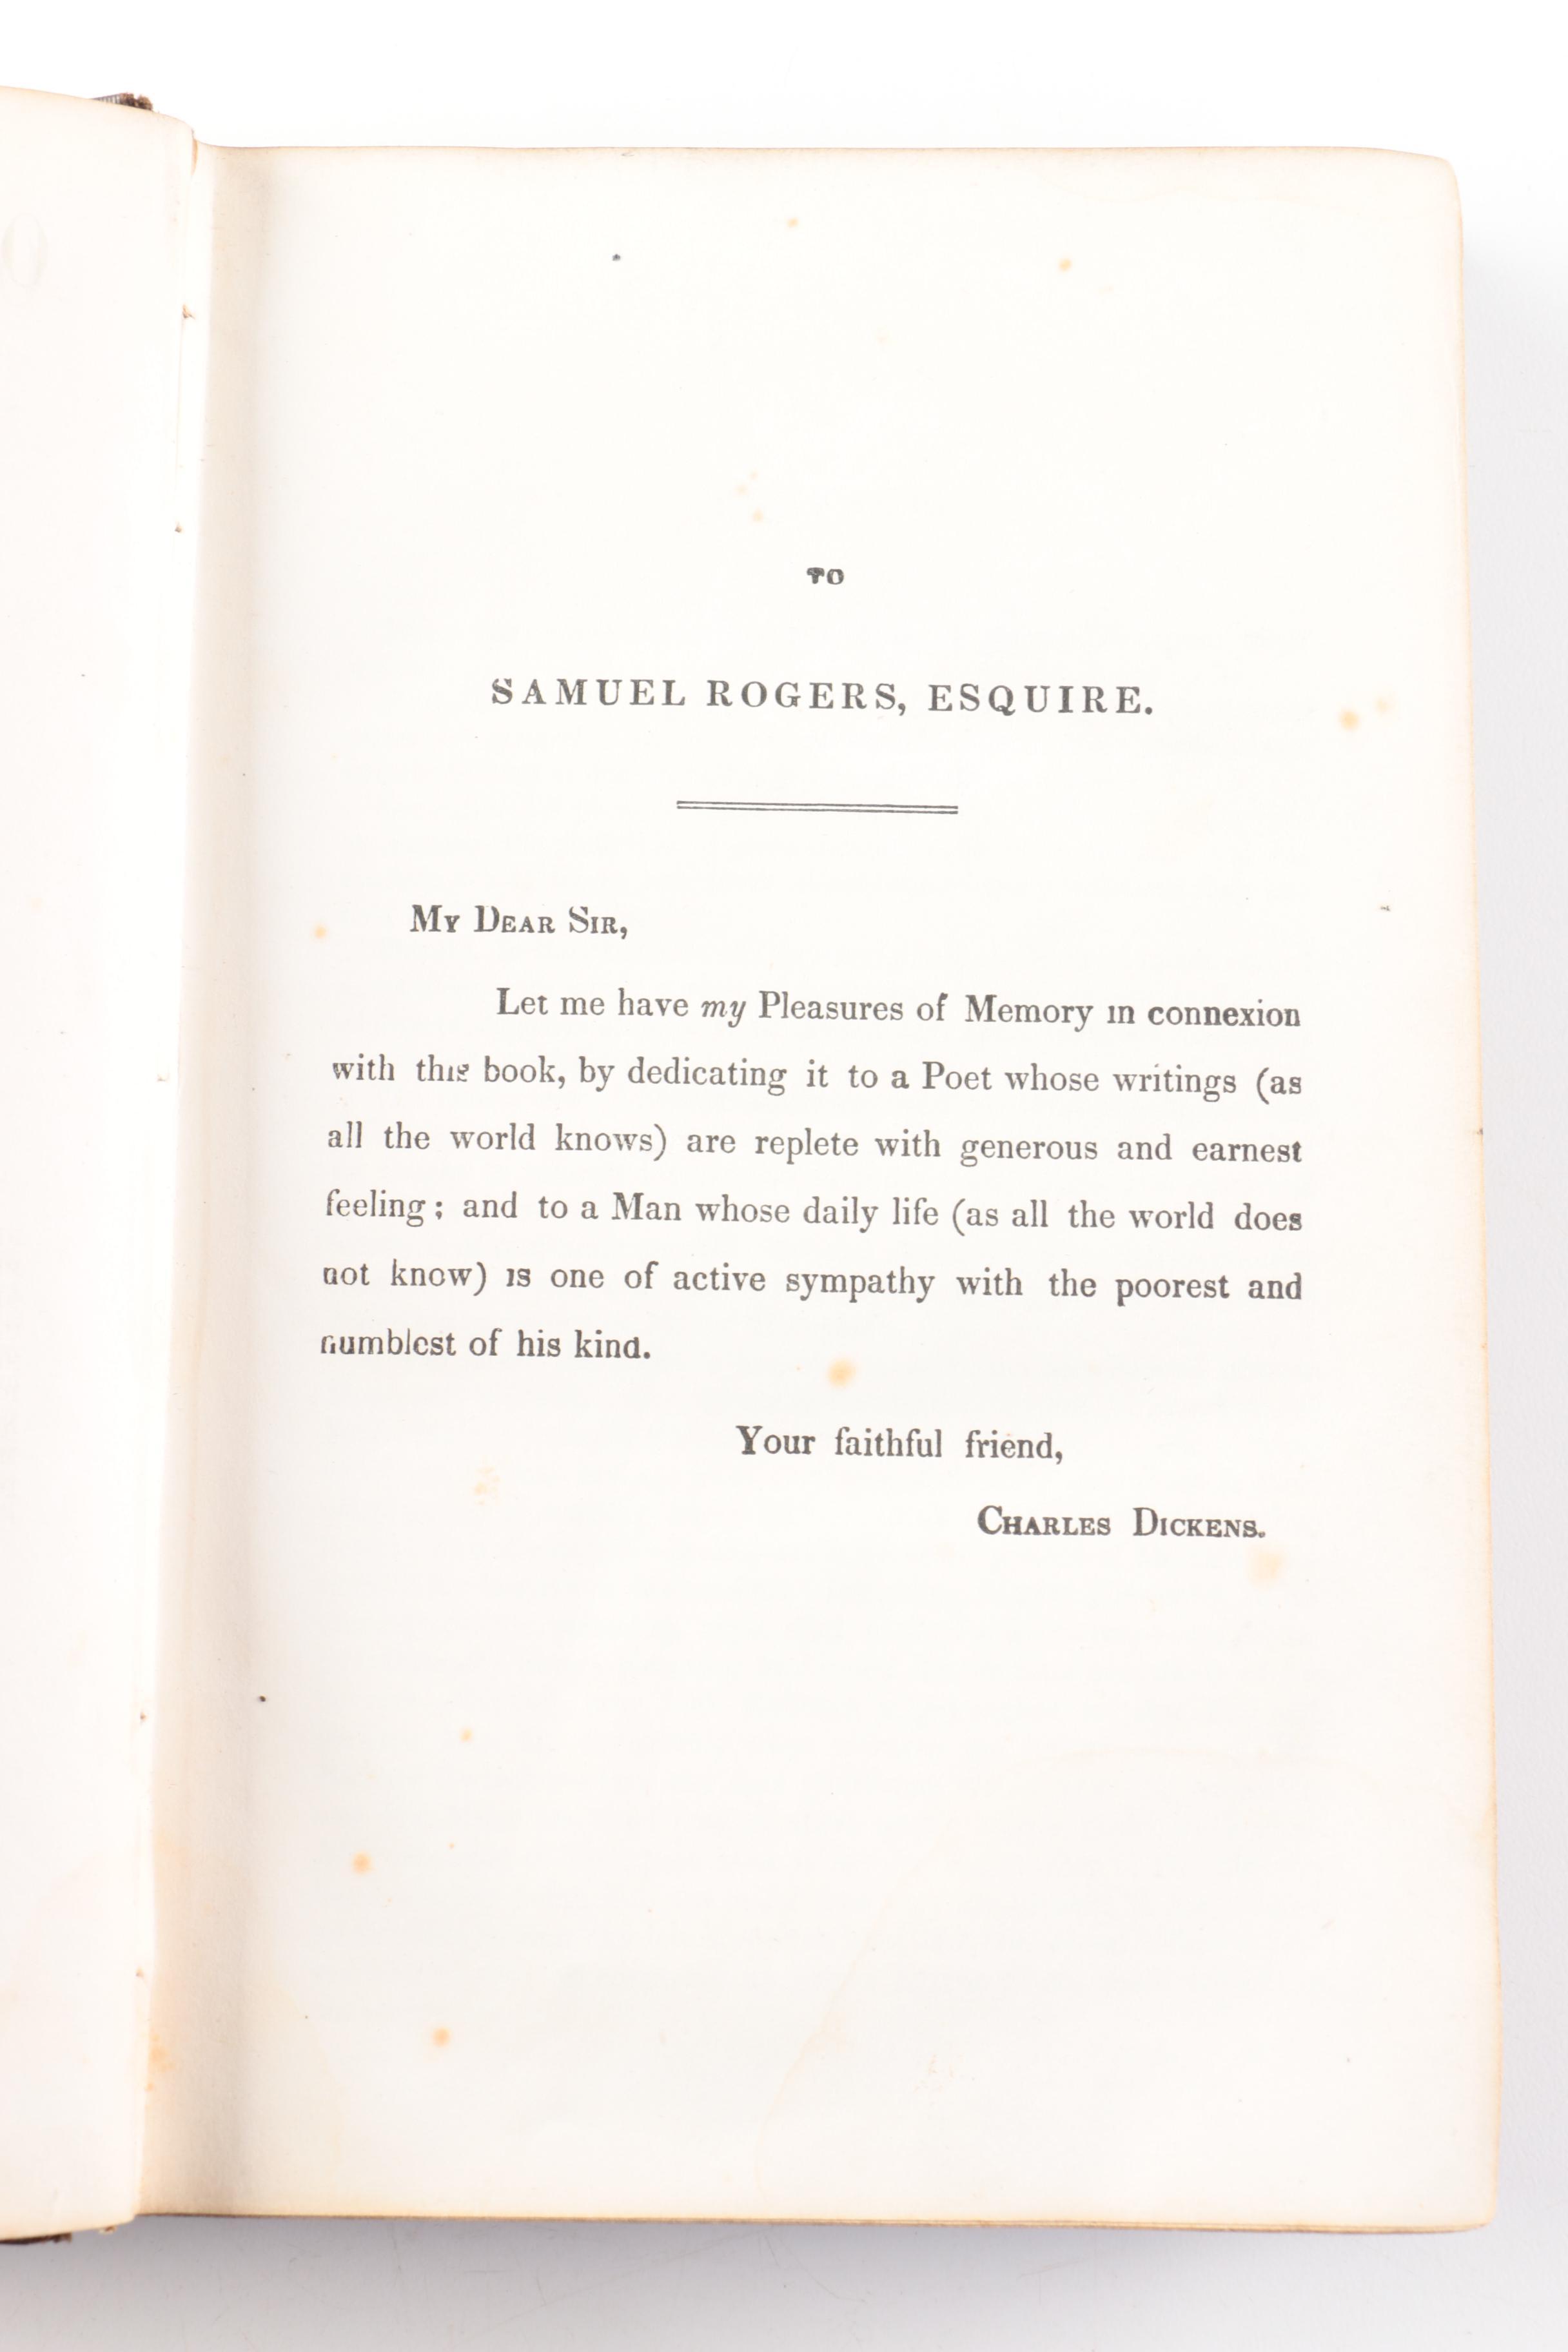 TO
SAMUEL ROGERS, ESQUIRE.
MY DEAR SIR,
Let me have my Pleasures of Memory in connexion
with this book, by dedicating it to a Poet whose writings (as
all the world knows) are replete with generous and earnest
feeling; and to a Man whose daily life (as all the world does
not know) is one of active sympathy with the poorest and
humblest of his kind.
Your faithful friend,
CHARLES DICKENS.